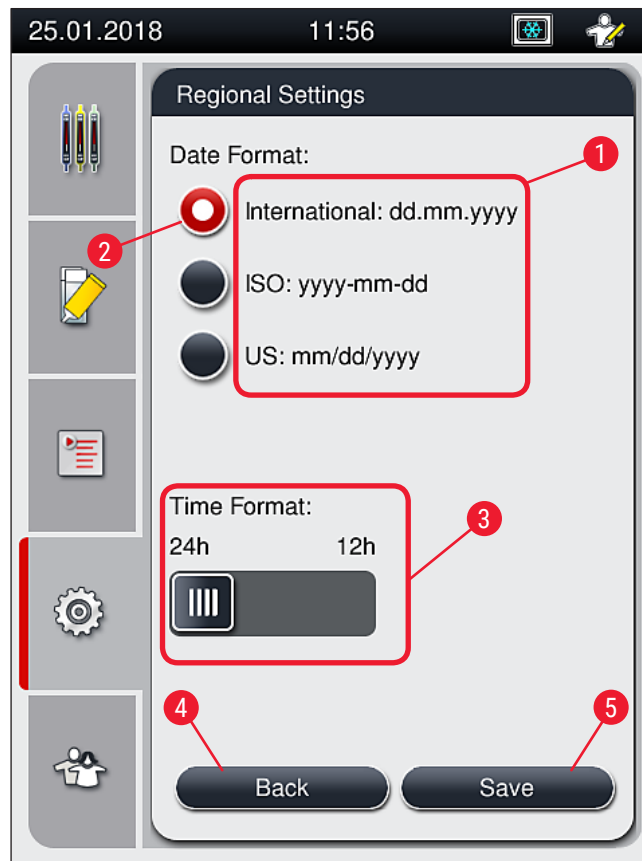 25.01.2018 11:56
Regional Settings
Date Format:
1
International: dd.mm.yyyy
2
ISO: yyyy-mm-dd
US: mm/dd/yyyy
Time Format:
3
24h 12h
4
5
Back Save